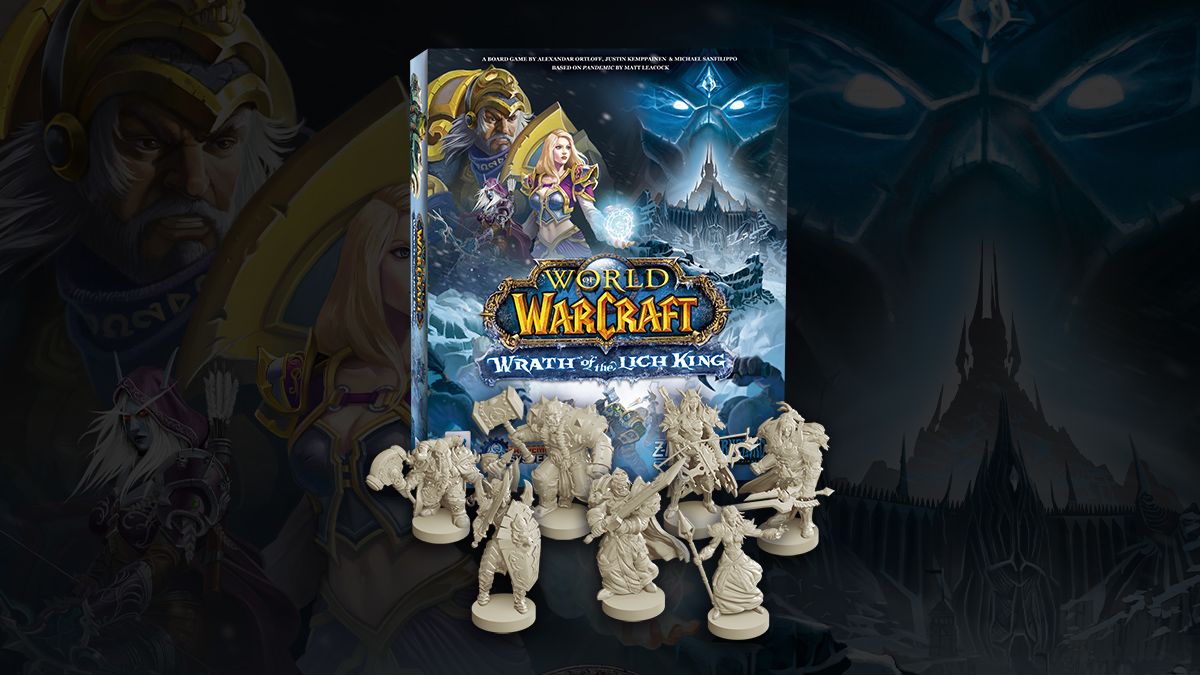 A BOARD GAME BY ALEXANDAR ORTLOFF, JUSTIN KEMPPAINEN & MICHAEL SANFILIPPO
BASED ON PANDEMIC BY MATT LEACOCK
WORLD
OF
WARCRAFT
WRATH of the LICH KING